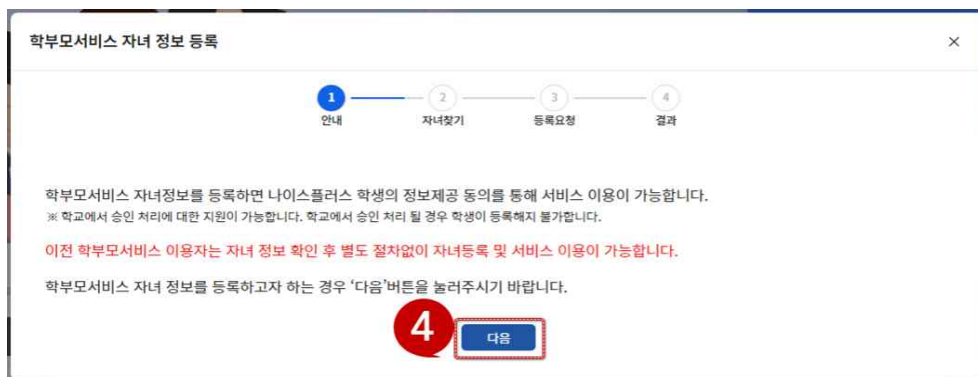 학부모서비스 자녀 정보 등록 ×
1 2 3 4
안내 자녀찾기 등록요청 결과
학부모서비스 자녀정보를 등록하면 나이스플러스 학생의 정보제공 동의를 통해 서비스 이용이 가능합니다.
※ 학교에서 승인 처리에 대한 지원이 가능합니다. 학교에서 승인 처리 될 경우 학생이 등록해지 불가합니다.
이전 학부모서비스 이용자는 자녀 정보 확인 후 별도 절차없이 자녀등록 및 서비스 이용이 가능합니다.
학부모서비스 자녀 정보를 등록하고자 하는 경우 ‘다음’버튼을 눌러주시기 바랍니다.
4 다음